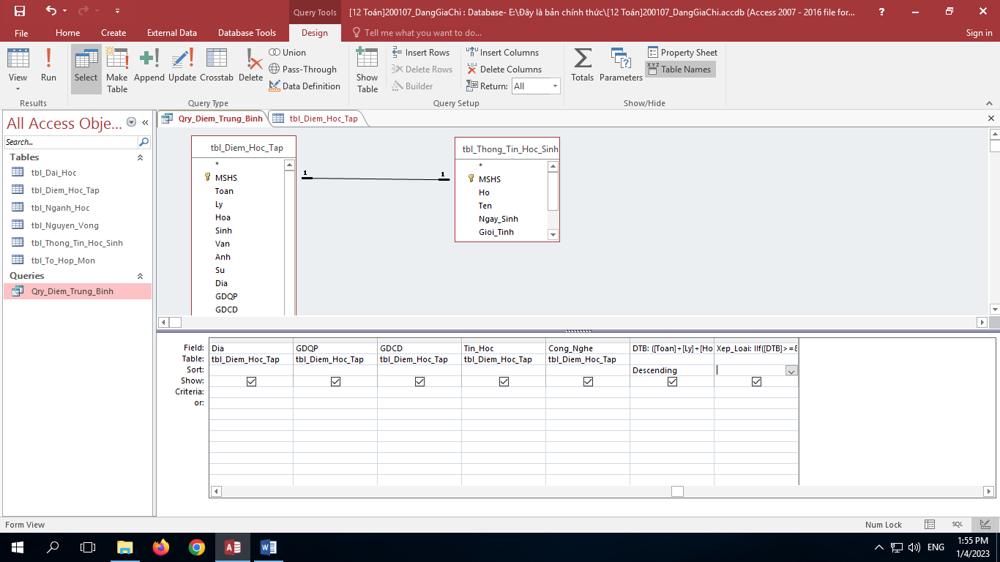 Query Tools
[12 Toán]200107_DangGiaChi : Database- E:\Đây là bản chính thức\[12 Toán]200107_DangGiaChi.accdb (Access 2007 - 2016 file for...
?
File Home Create External Data Database Tools Design Tell me what you want to do... Sign in
View
Run
Results
Select
Make Table
Append
Update
Crosstab
Delete
Union
Pass-Through
Data Definition
Query Type
Show Table
Insert Rows
Delete Rows
Builder
Insert Columns
Delete Columns
Return: All
Query Setup
Totals
Parameters
Property Sheet
XYZ
Table Names
Show/Hide
All Access Obje...
Search...
Tables
tbl_Dai_Hoc
tbl_Diem_Hoc_Tap
tbl_Nganh_Hoc
tbl_Nguyen_Vong
tbl_Thong_Tin_Hoc_Sinh
tbl_To_Hop_Mon
Queries
Qry_Diem_Trung_Binh
Qry_Diem_Trung_Binh tbl_Diem_Hoc_Tap
tbl_Diem_Hoc_Tap
*
MSHS
Toan
Ly
Hoa
Sinh
Van
Anh
Su
Dia
GDQP
GDCD
1 1
tbl_Thong_Tin_Hoc_Sinh
*
MSHS
Ho
Ten
Ngay_Sinh
Gioi_Tinh
Field: Dia GDQP GDCD Tin_Hoc Cong_Nghe DTB: ([Toan]+[Ly]+[Ho Xep_Loai: IIf([DTB]>=8
Table: tbl_Diem_Hoc_Tap tbl_Diem_Hoc_Tap tbl_Diem_Hoc_Tap tbl_Diem_Hoc_Tap tbl_Diem_Hoc_Tap
Sort: Descending
Show:
Criteria:
or:
Form View
Num Lock
SQL
ENG
1:55 PM
1/4/2023